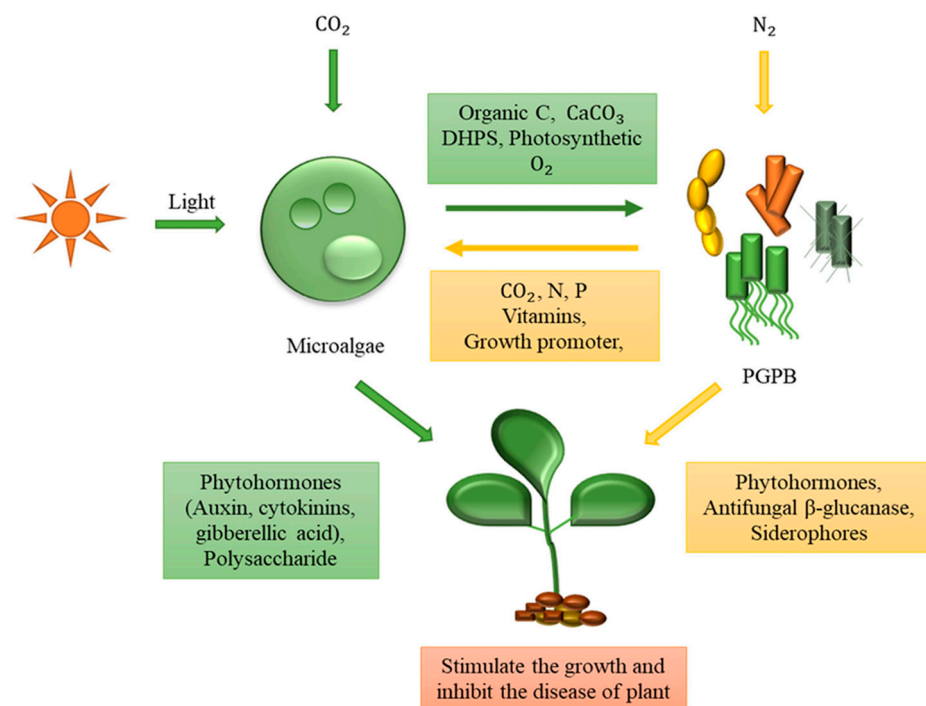 CO₂
N₂
Organic C, CaCO₃
DHPS, Photosynthetic
O₂
Light
CO₂, N, P
Vitamins,
Growth promoter,
Microalgae
PGPB
Phytohormones
(Auxin, cytokinins,
gibberellic acid),
Polysaccharide
Phytohormones,
Antifungal β-glucanase,
Siderophores
Stimulate the growth and
inhibit the disease of plant